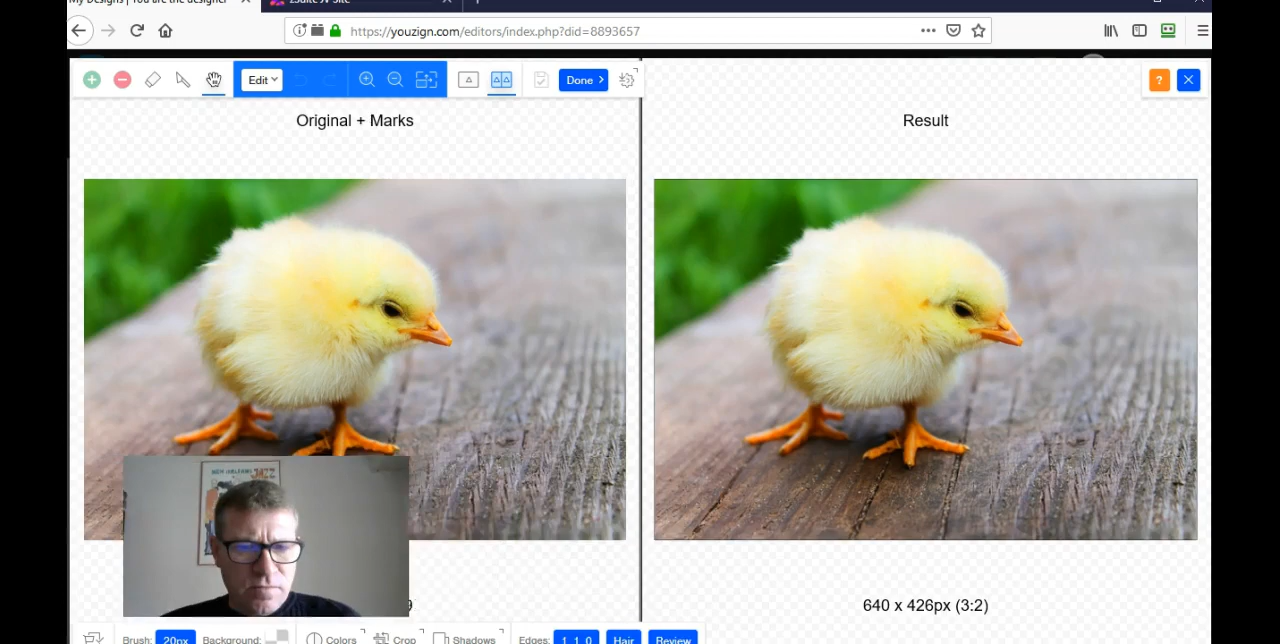 My Designs | You are the designer
https://youzign.com/editors/index.php?did=8893657
Edit
Done
?
Original + Marks
Result
640 x 426px (3:2)
Brush: 20px Background: Colors Crop Shadows Edges: 1_1_0 Hair Review